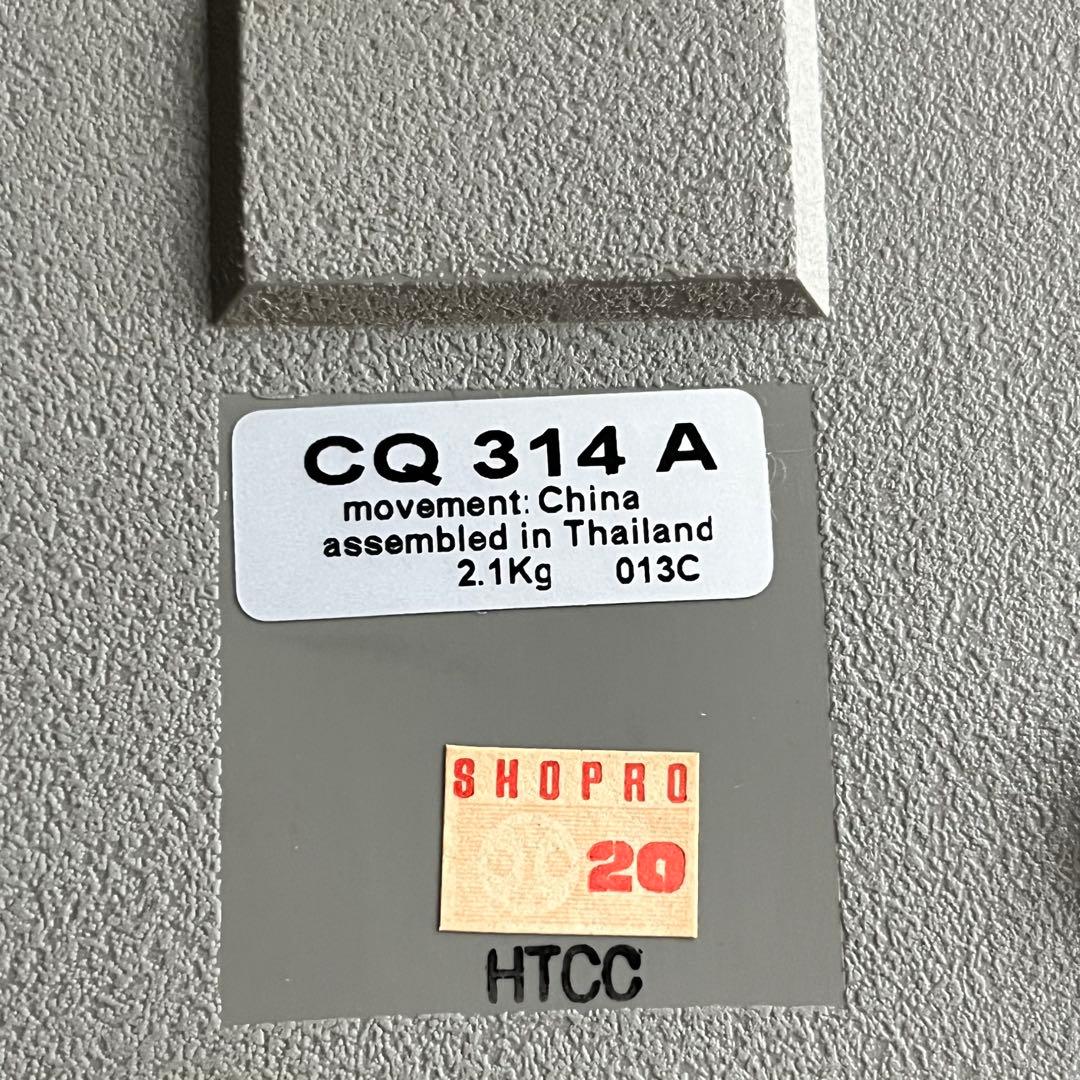 CQ 314 A
movement: China
assembled in Thailand
2.1Kg 013C
SHOPRO
20
HTCC